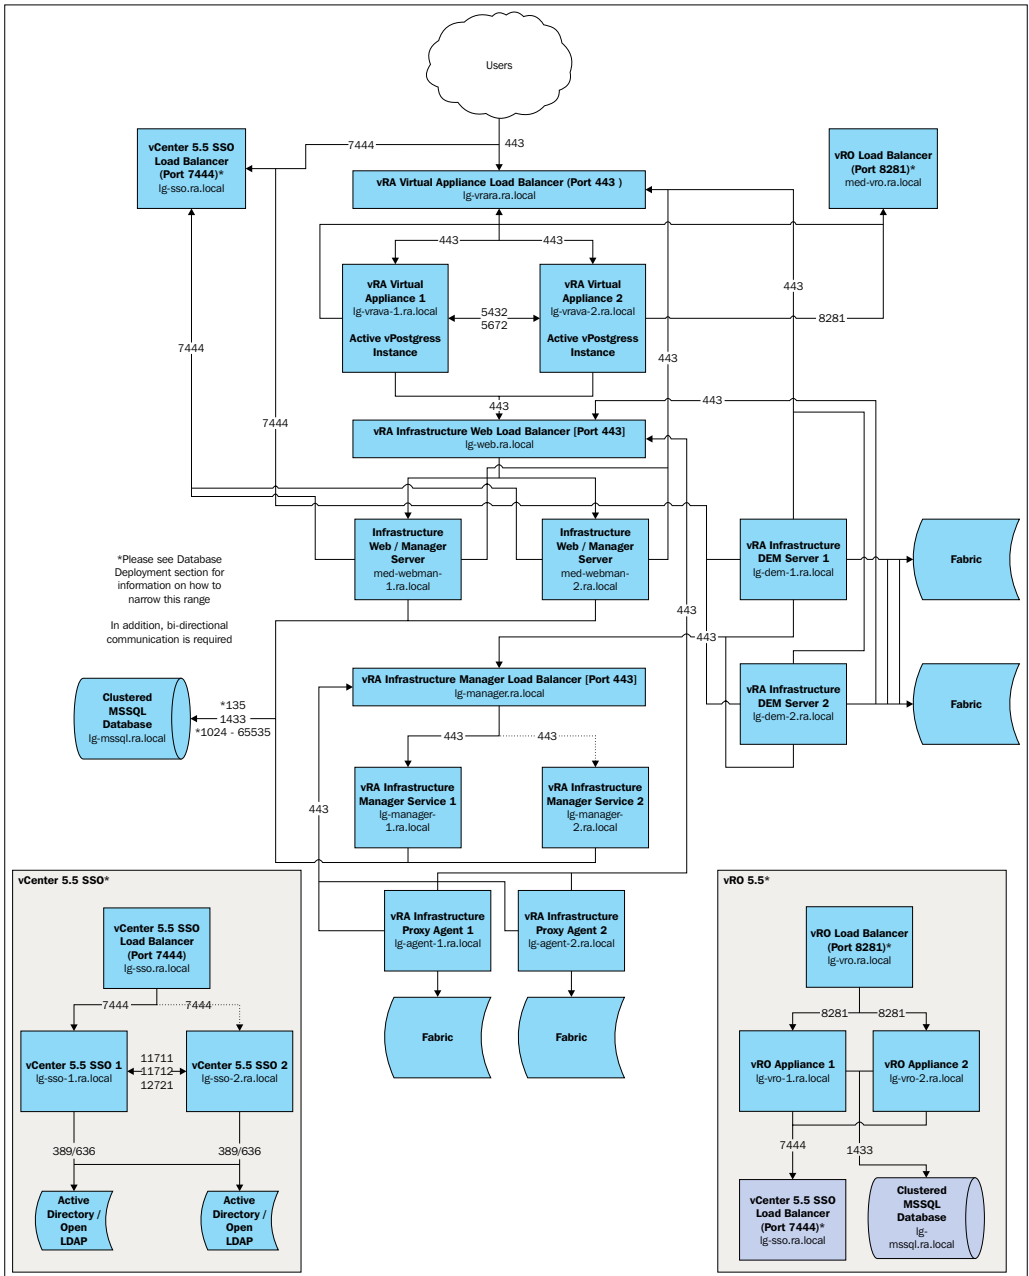 Users
7444
443
vCenter 5.5 SSO
Load Balancer
(Port 7444)*
lg-sso.ra.local
vRA Virtual Appliance Load Balancer (Port 443 )
lg-vrara.ra.local
vRO Load Balancer
(Port 8281)*
med-vro.ra.local
443
443
vRA Virtual
Appliance 1
lg-vrava-1.ra.local
Active vPostgress
Instance
5432
5672
vRA Virtual
Appliance 2
lg-vrava-2.ra.local
Active vPostgress
Instance
8281
443
7444
443
7444
443
443
vRA Infrastructure Web Load Balancer [Port 443]
lg-web.ra.local
Infrastructure
Web / Manager
Server
med-webman-
1.ra.local
Infrastructure
Web / Manager
Server
med-webman-
2.ra.local
vRA Infrastructure
DEM Server 1
lg-dem-1.ra.local
Fabric
*Please see Database
Deployment section for
information on how to
narrow this range
In addition, bi-directional
communication is required
443
443
vRA Infrastructure Manager Load Balancer [Port 443]
lg-manager.ra.local
vRA Infrastructure
DEM Server 2
lg-dem-2.ra.local
Fabric
Clustered
MSSQL
Database
lg-mssql.ra.local
*135
1433
*1024 - 65535
443
443
vRA Infrastructure
Manager Service 1
lg-manager-
1.ra.local
vRA Infrastructure
Manager Service 2
lg-manager-
2.ra.local
443
vRA Infrastructure
Proxy Agent 1
lg-agent-1.ra.local
vRA Infrastructure
Proxy Agent 2
lg-agent-2.ra.local
Fabric
Fabric
vCenter 5.5 SSO*
vCenter 5.5 SSO
Load Balancer
(Port 7444)
lg-sso.ra.local
7444
7444
vCenter 5.5 SSO 1
lg-sso-1.ra.local
11711
11712
12721
vCenter 5.5 SSO 2
lg-sso-2.ra.local
389/636
389/636
Active
Directory /
Open
LDAP
Active
Directory /
Open
LDAP
vRO 5.5*
vRO Load Balancer
(Port 8281)*
lg-vro.ra.local
8281
8281
vRO Appliance 1
lg-vro-1.ra.local
vRO Appliance 2
lg-vro-2.ra.local
7444
1433
vCenter 5.5 SSO
Load Balancer
(Port 7444)*
lg-sso.ra.local
Clustered
MSSQL
Database
lg-
mssql.ra.local